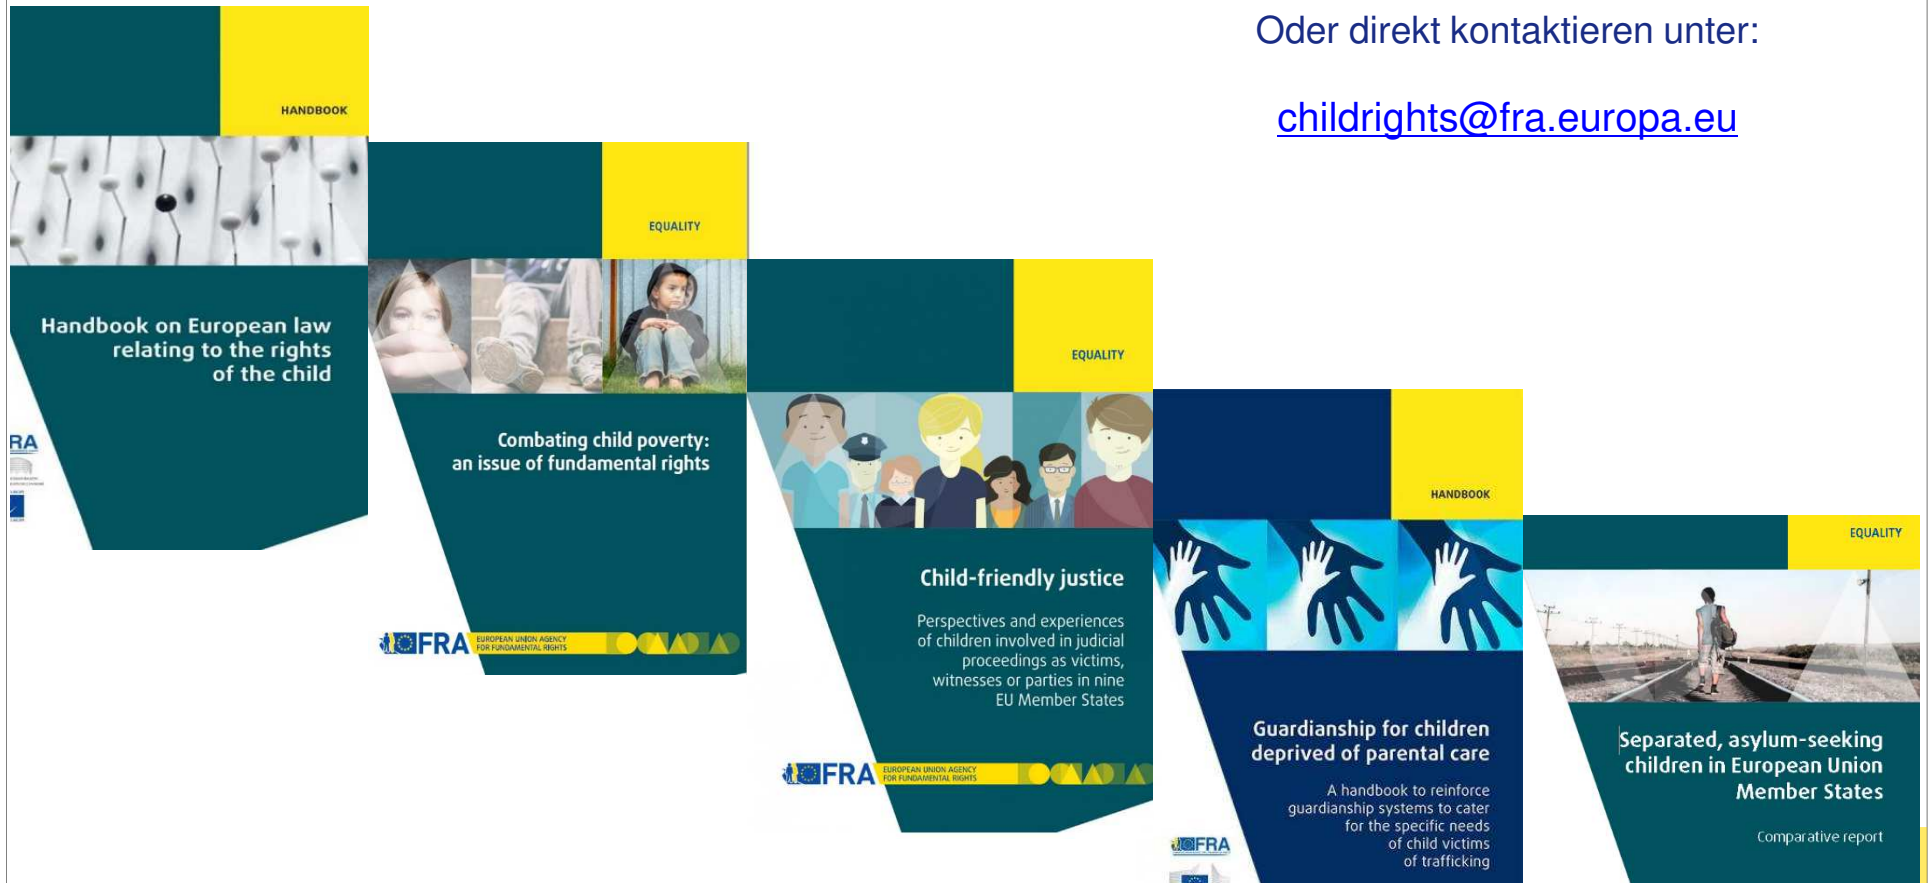 Oder direkt kontaktieren unter:
childrights@fra.europa.eu
HANDBOOK
Handbook on European law
relating to the rights
of the child
RA
EQUALITY
Combating child poverty:
an issue of fundamental rights
FRA
EUROPEAN UNION AGENCY
FOR FUNDAMENTAL RIGHTS
EQUALITY
Child-friendly justice
Perspectives and experiences
of children involved in judicial
proceedings as victims,
witnesses or parties in nine
EU Member States
FRA
EUROPEAN UNION AGENCY
FOR FUNDAMENTAL RIGHTS
HANDBOOK
Guardianship for children
deprived of parental care
A handbook to reinforce
guardianship systems to cater
for the specific needs
of child victims
of trafficking
FRA
EQUALITY
Separated, asylum-seeking
children in European Union
Member States
Comparative report